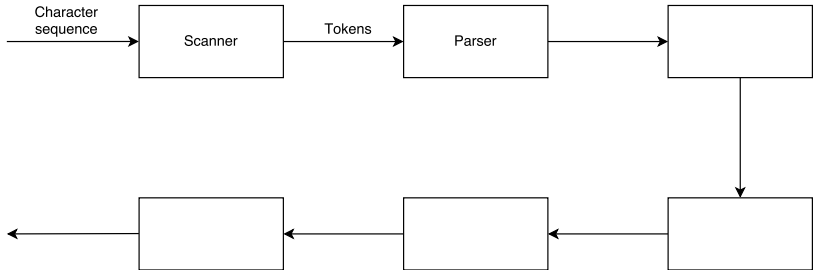 Character
sequence
Scanner
Tokens
Parser